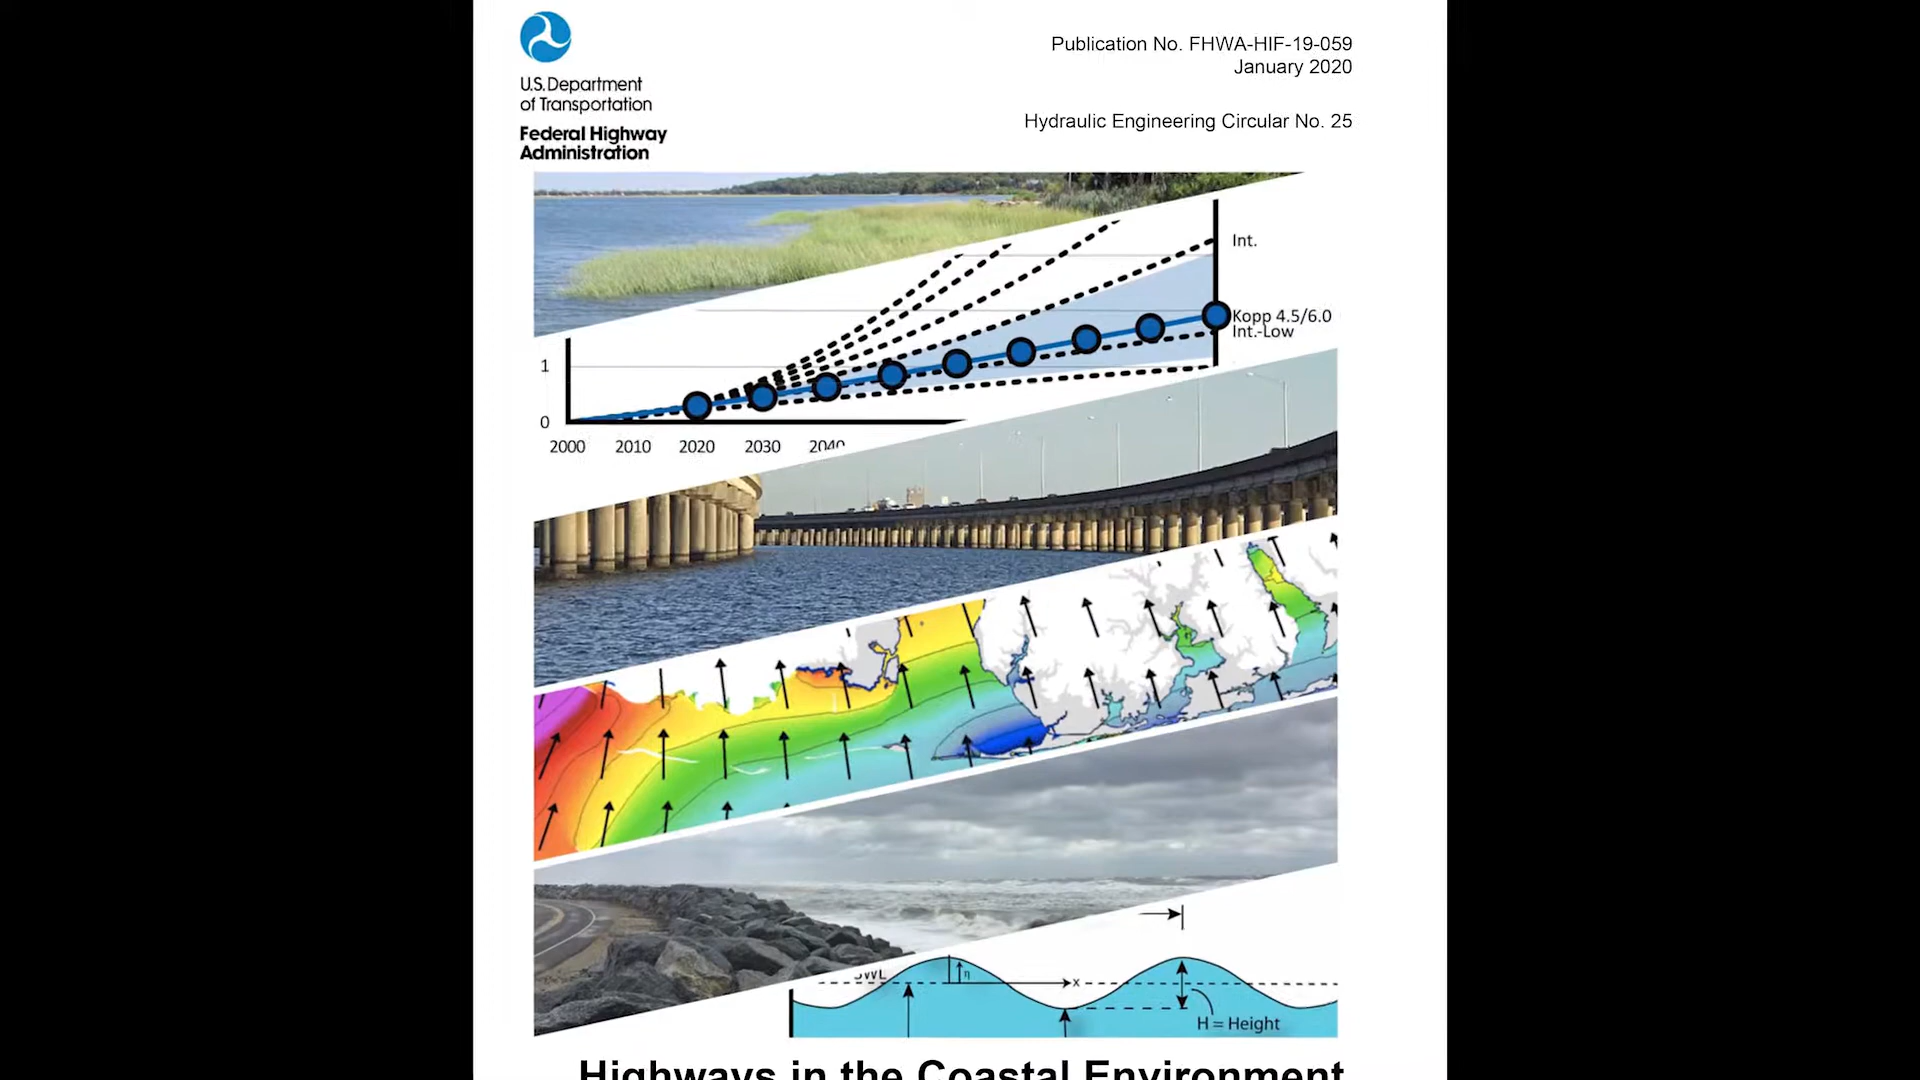 Publication No. FHWA-HIF-19-059
January 2020
U.S. Department
of Transportation
Federal Highway
Administration
Hydraulic Engineering Circular No. 25
Int.
Kopp 4.5/6.0
Int.-Low
1
0
2000 2010 2020 2030 2040
SWL
η
x
H = Height
Highways in the Coastal Environment